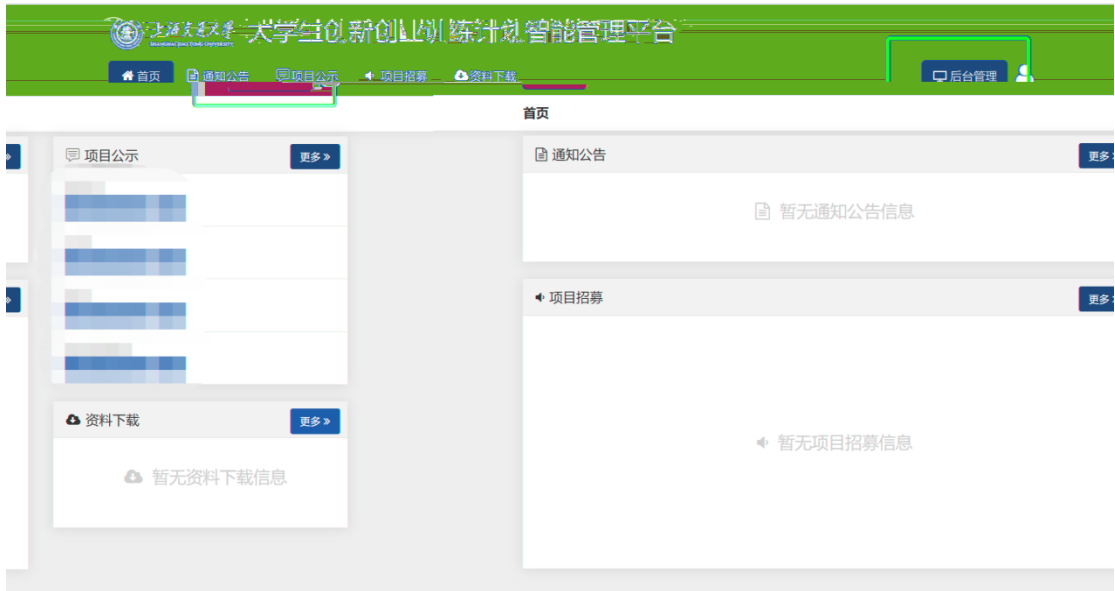 上海交通大学 大学生创新创业训练计划智能管理平台
SHANGHAI JIAO TONG UNIVERSITY
首页 通知公告 项目公示 项目招募 资料下载 后台管理
首页
项目公示 更多»
通知公告 更多
暂无通知公告信息
项目招募 更多
资料下载 更多»
暂无资料下载信息
暂无项目招募信息